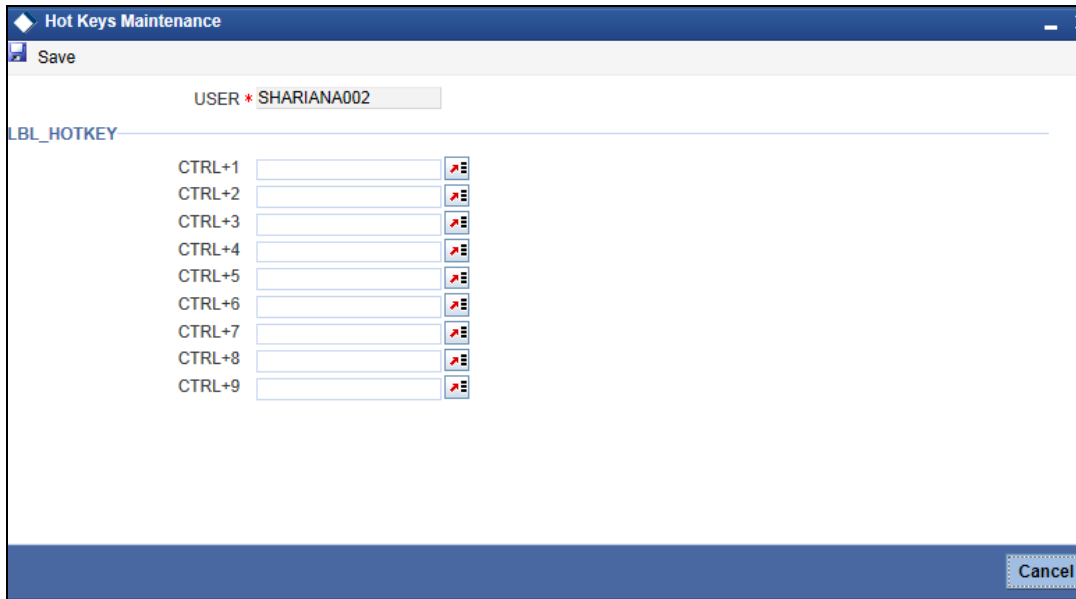 Hot Keys Maintenance
Save
USER * SHARIANA002
LBL_HOTKEY
CTRL+1
CTRL+2
CTRL+3
CTRL+4
CTRL+5
CTRL+6
CTRL+7
CTRL+8
CTRL+9
Cancel